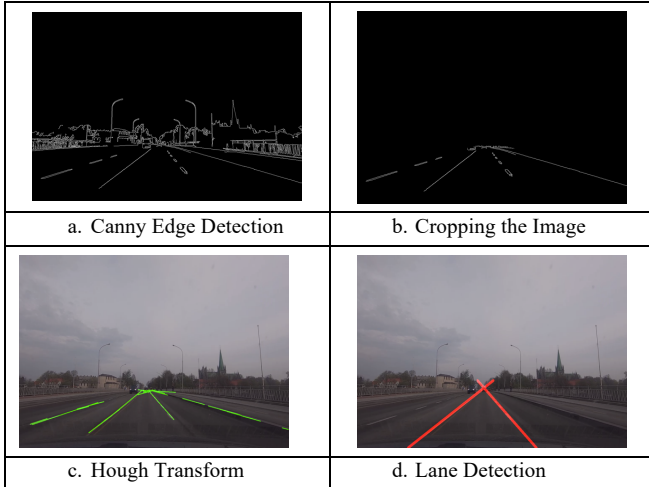 a. Canny Edge Detection
b. Cropping the Image
c. Hough Transform
d. Lane Detection